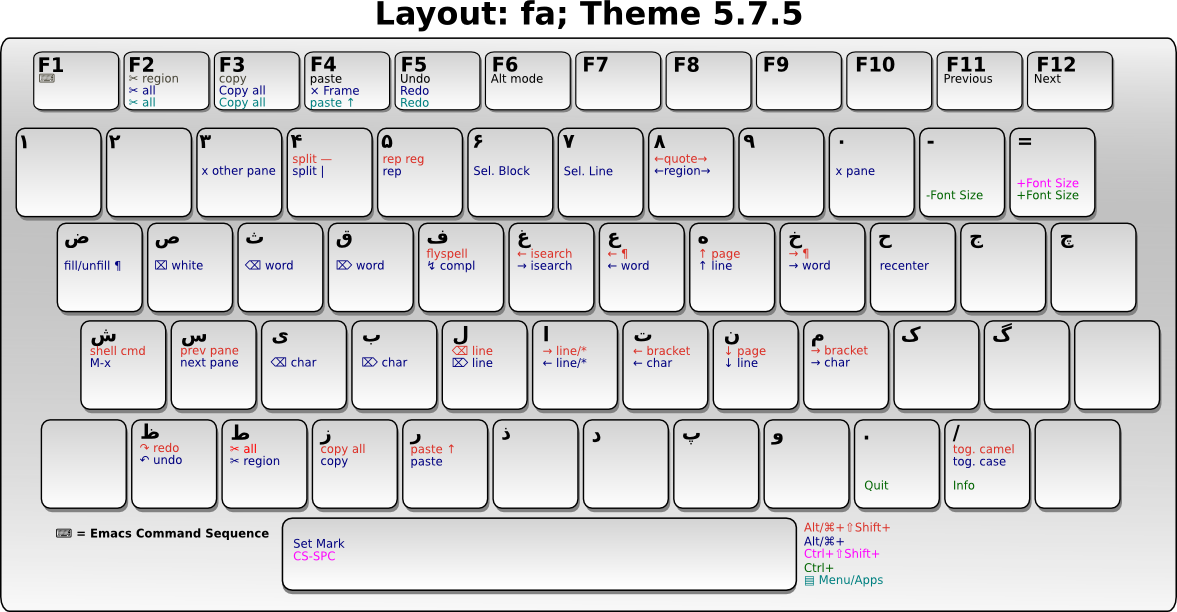 Layout: fa; Theme 5.7.5
F1
⌨
F2
✂ region
✂ all
✂ all
F3
copy
Copy all
Copy all
F4
paste
× Frame
paste ↑
F5
Undo
Redo
Redo
F6
Alt mode
F7
F8
F9
F10
F11
Previous
F12
Next
۱
۲
۳
x other pane
۴
split —
split |
۵
rep reg
rep
۶
Sel. Block
۷
Sel. Line
۸
←quote→
←region→
۹
۰
x pane
-
-Font Size
=
+Font Size
+Font Size
ض
fill/unfill ¶
ص
⌧ white
ث
⌫ word
ق
⌦ word
ف
flyspell
↯ compl
غ
← isearch
→ isearch
ع
← ¶
← word
ه
↑ page
↑ line
خ
→ ¶
→ word
ح
recenter
ج
چ
ش
shell cmd
M-x
س
prev pane
next pane
ی
⌫ char
ب
⌦ char
ل
⌫ line
⌦ line
ا
→ line/*
← line/*
ت
← bracket
← char
ن
↓ page
↓ line
م
→ bracket
→ char
ک
گ
ظ
↷ redo
↶ undo
ط
✂ all
✂ region
ز
copy all
copy
ر
paste ↑
paste
ذ
د
پ
و
.
Quit
/
tog. camel
tog. case
Info
⌨ = Emacs Command Sequence
Set Mark
CS-SPC
Alt/⌘+⇧Shift+
Alt/⌘+
Ctrl+⇧Shift+
Ctrl+
▤ Menu/Apps